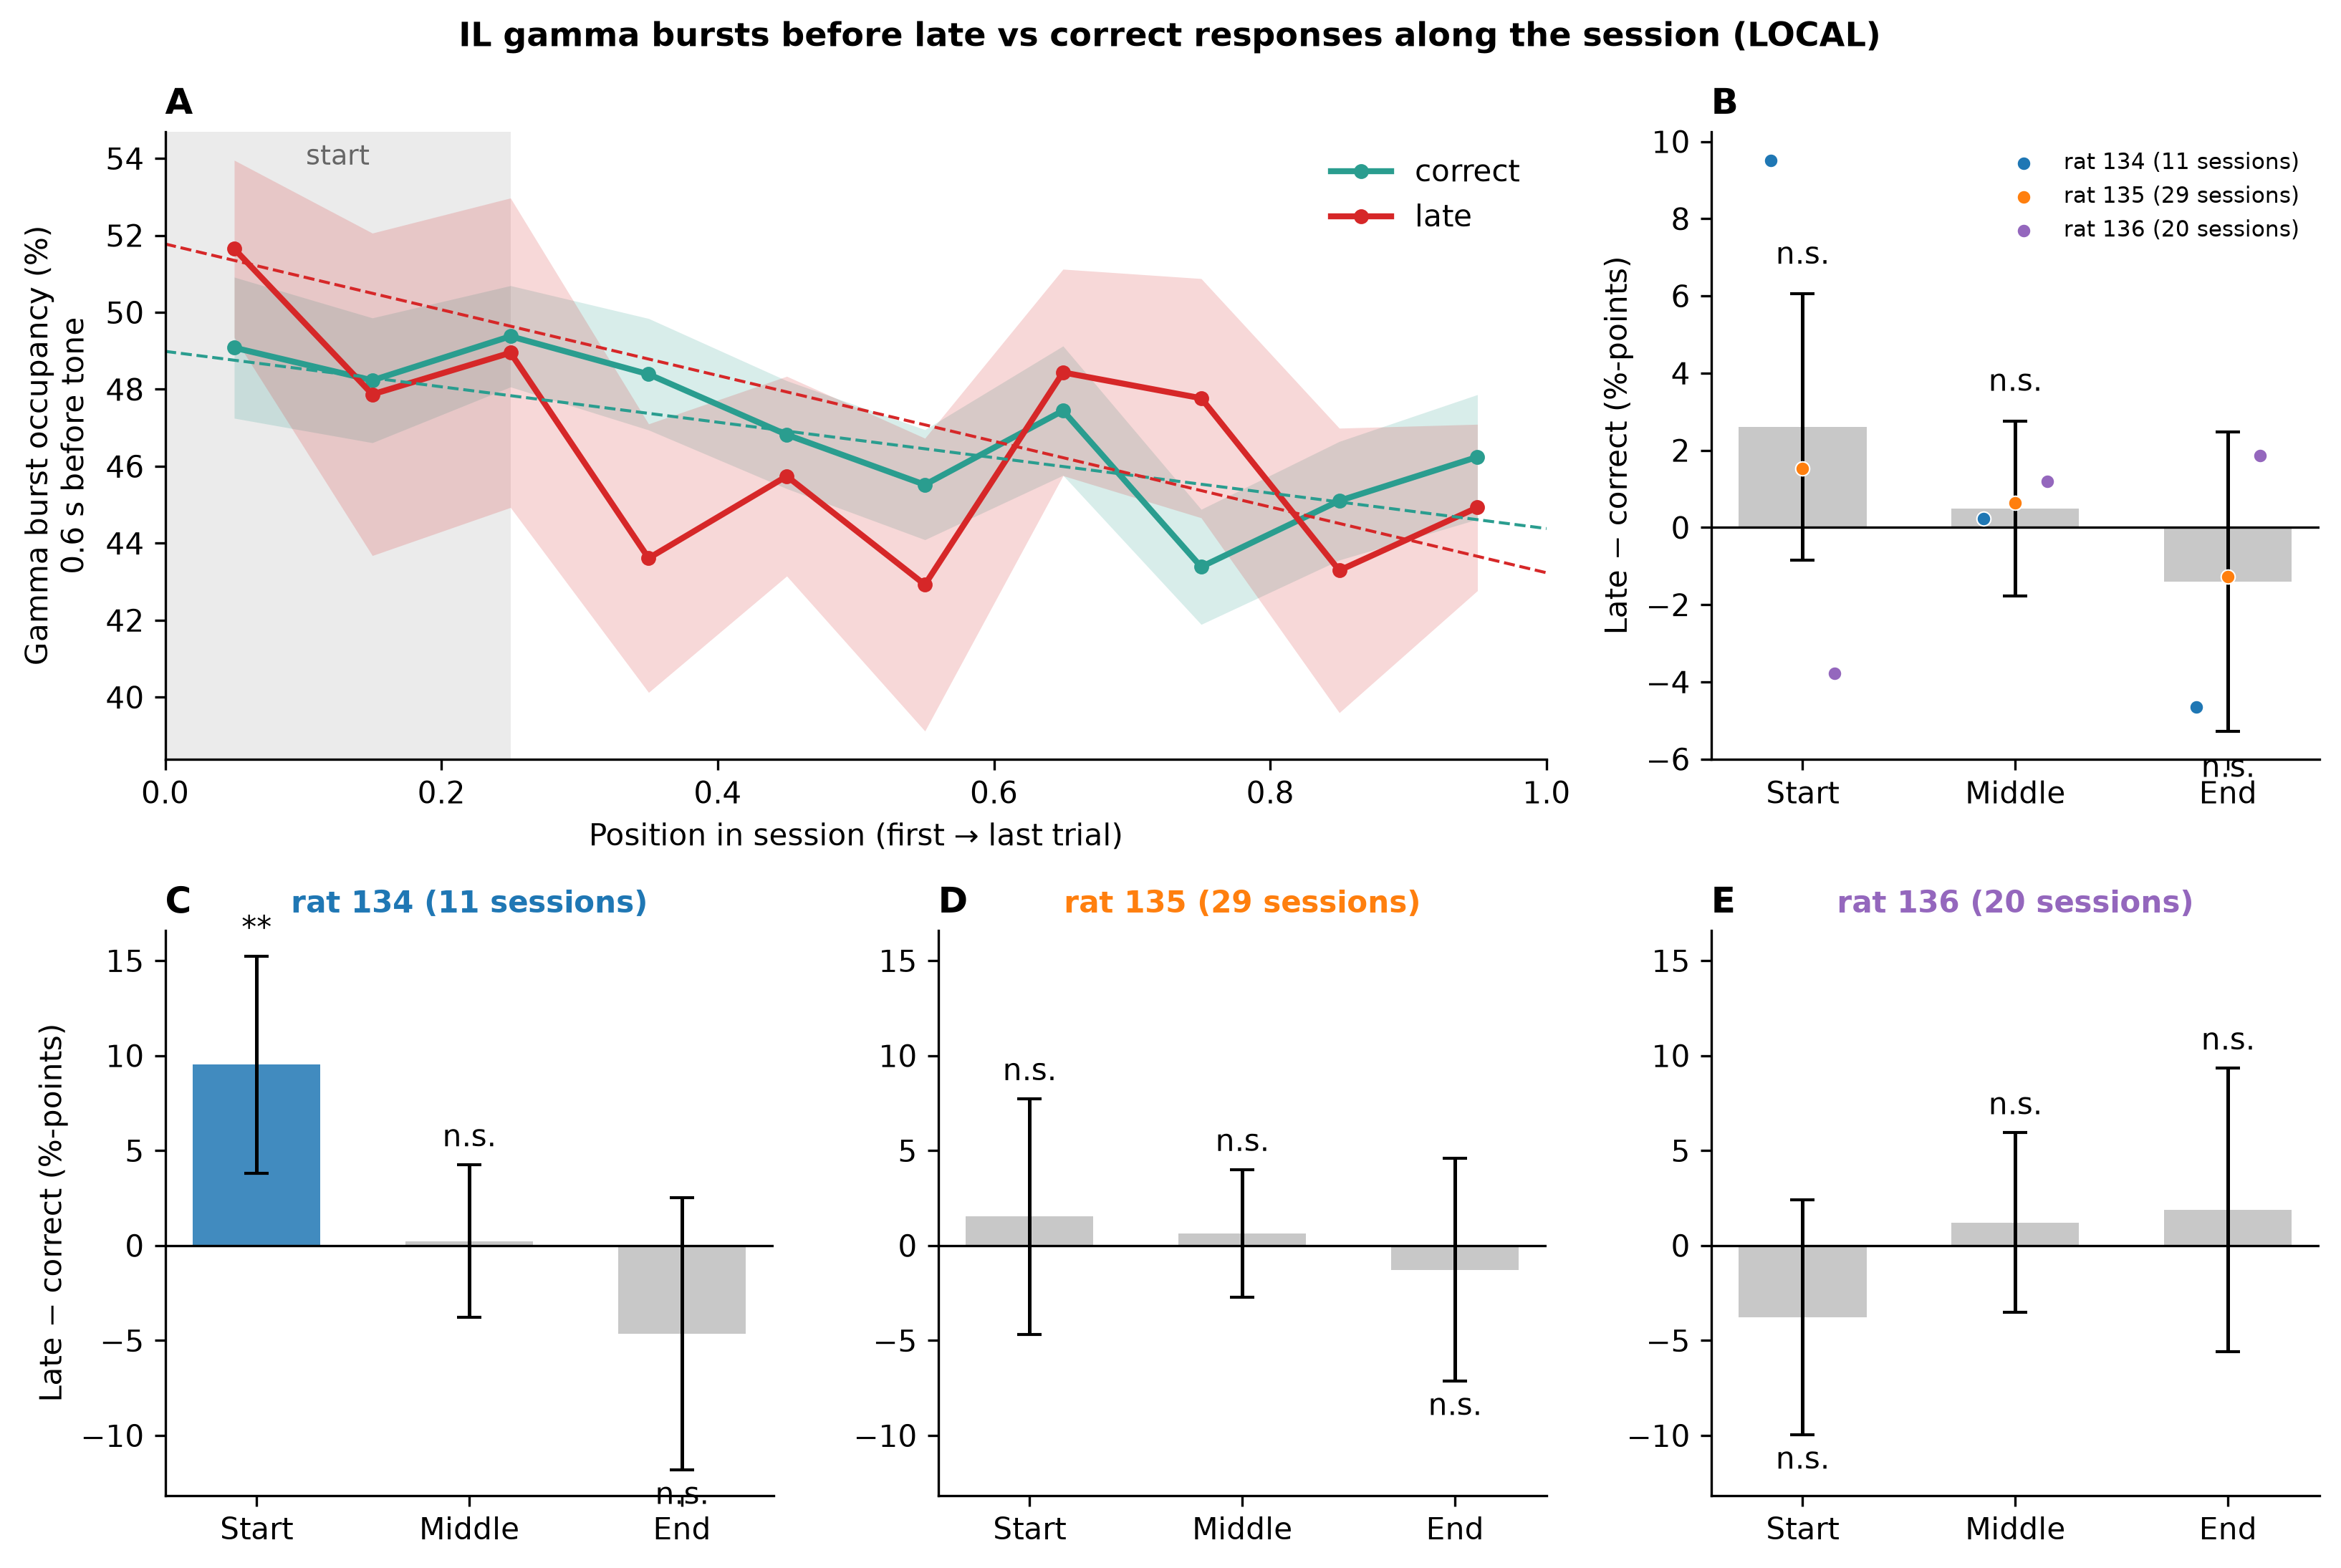 IL gamma bursts before late vs correct responses along the session (LOCAL)
A
start
correct
late
54
52
50
48
46
44
42
40
Gamma burst occupancy (%)
0.6 s before tone
0.0 0.2 0.4 0.6 0.8 1.0
Position in session (first → last trial)
B
rat 134 (11 sessions)
rat 135 (29 sessions)
rat 136 (20 sessions)
10
8
6
4
2
0
−2
−4
−6
Late − correct (%-points)
n.s.
n.s.
n.s.
Start Middle End
C
rat 134 (11 sessions)
**
n.s.
n.s.
15
10
5
0
−5
−10
Late − correct (%-points)
Start Middle End
D
rat 135 (29 sessions)
n.s.
n.s.
n.s.
15
10
5
0
−5
−10
Start Middle End
E
rat 136 (20 sessions)
n.s.
n.s.
n.s.
15
10
5
0
−5
−10
Start Middle End